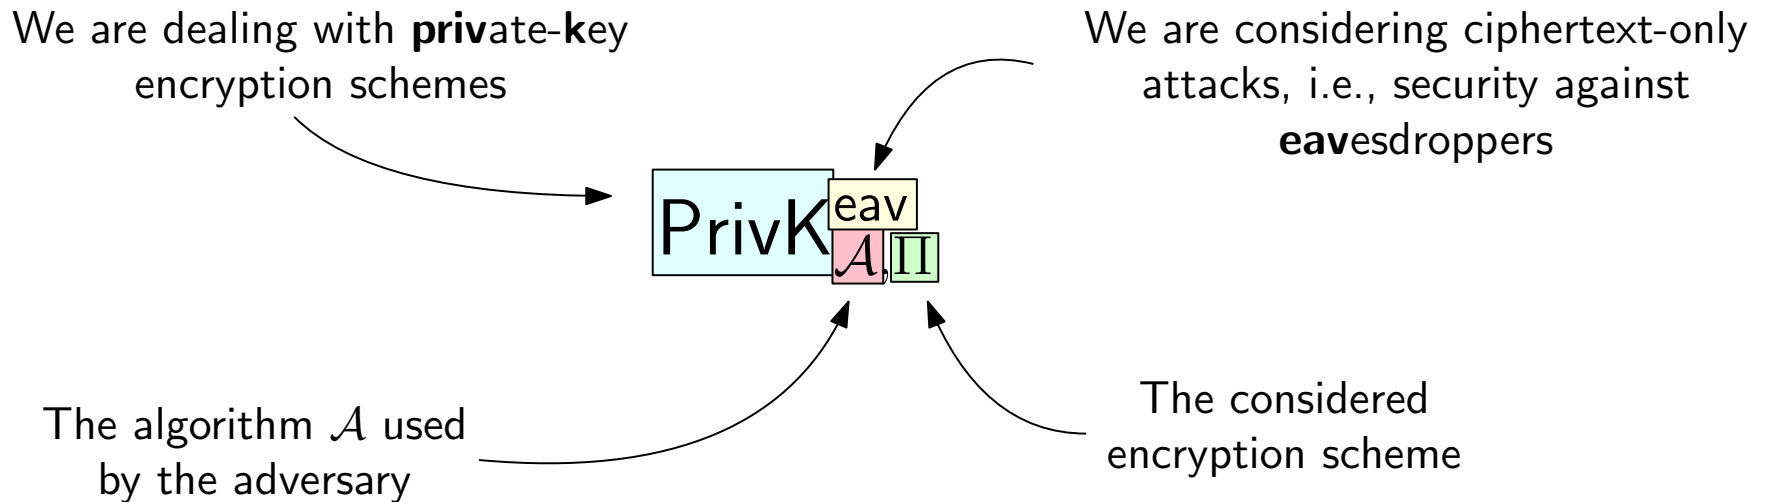 We are dealing with private-key
encryption schemes
We are considering ciphertext-only
attacks, i.e., security against
eavesdroppers
PrivK
eav
𝒜,Π
The algorithm 𝒜 used
by the adversary
The considered
encryption scheme